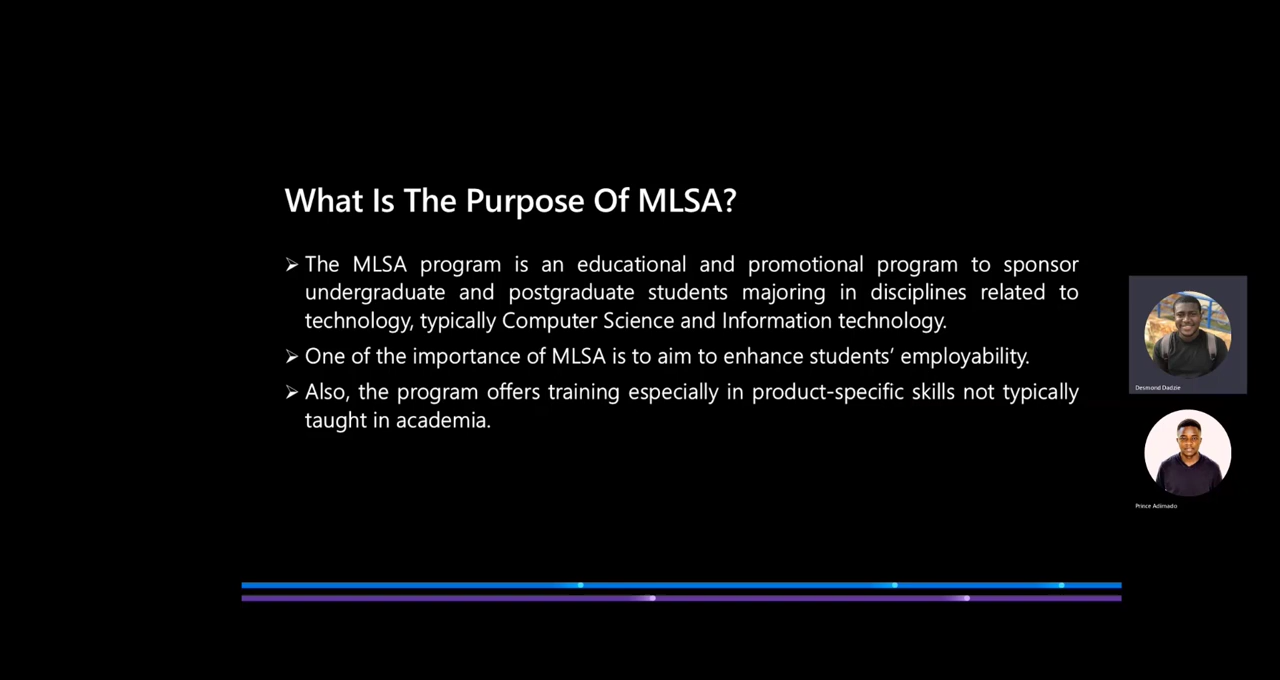 What Is The Purpose Of MLSA?
➢ The MLSA program is an educational and promotional program to sponsor
undergraduate and postgraduate students majoring in disciplines related to
technology, typically Computer Science and Information technology.
➢ One of the importance of MLSA is to aim to enhance students’ employability.
➢ Also, the program offers training especially in product-specific skills not typically
taught in academia.
Desmond Dadzie
Prince Adimado